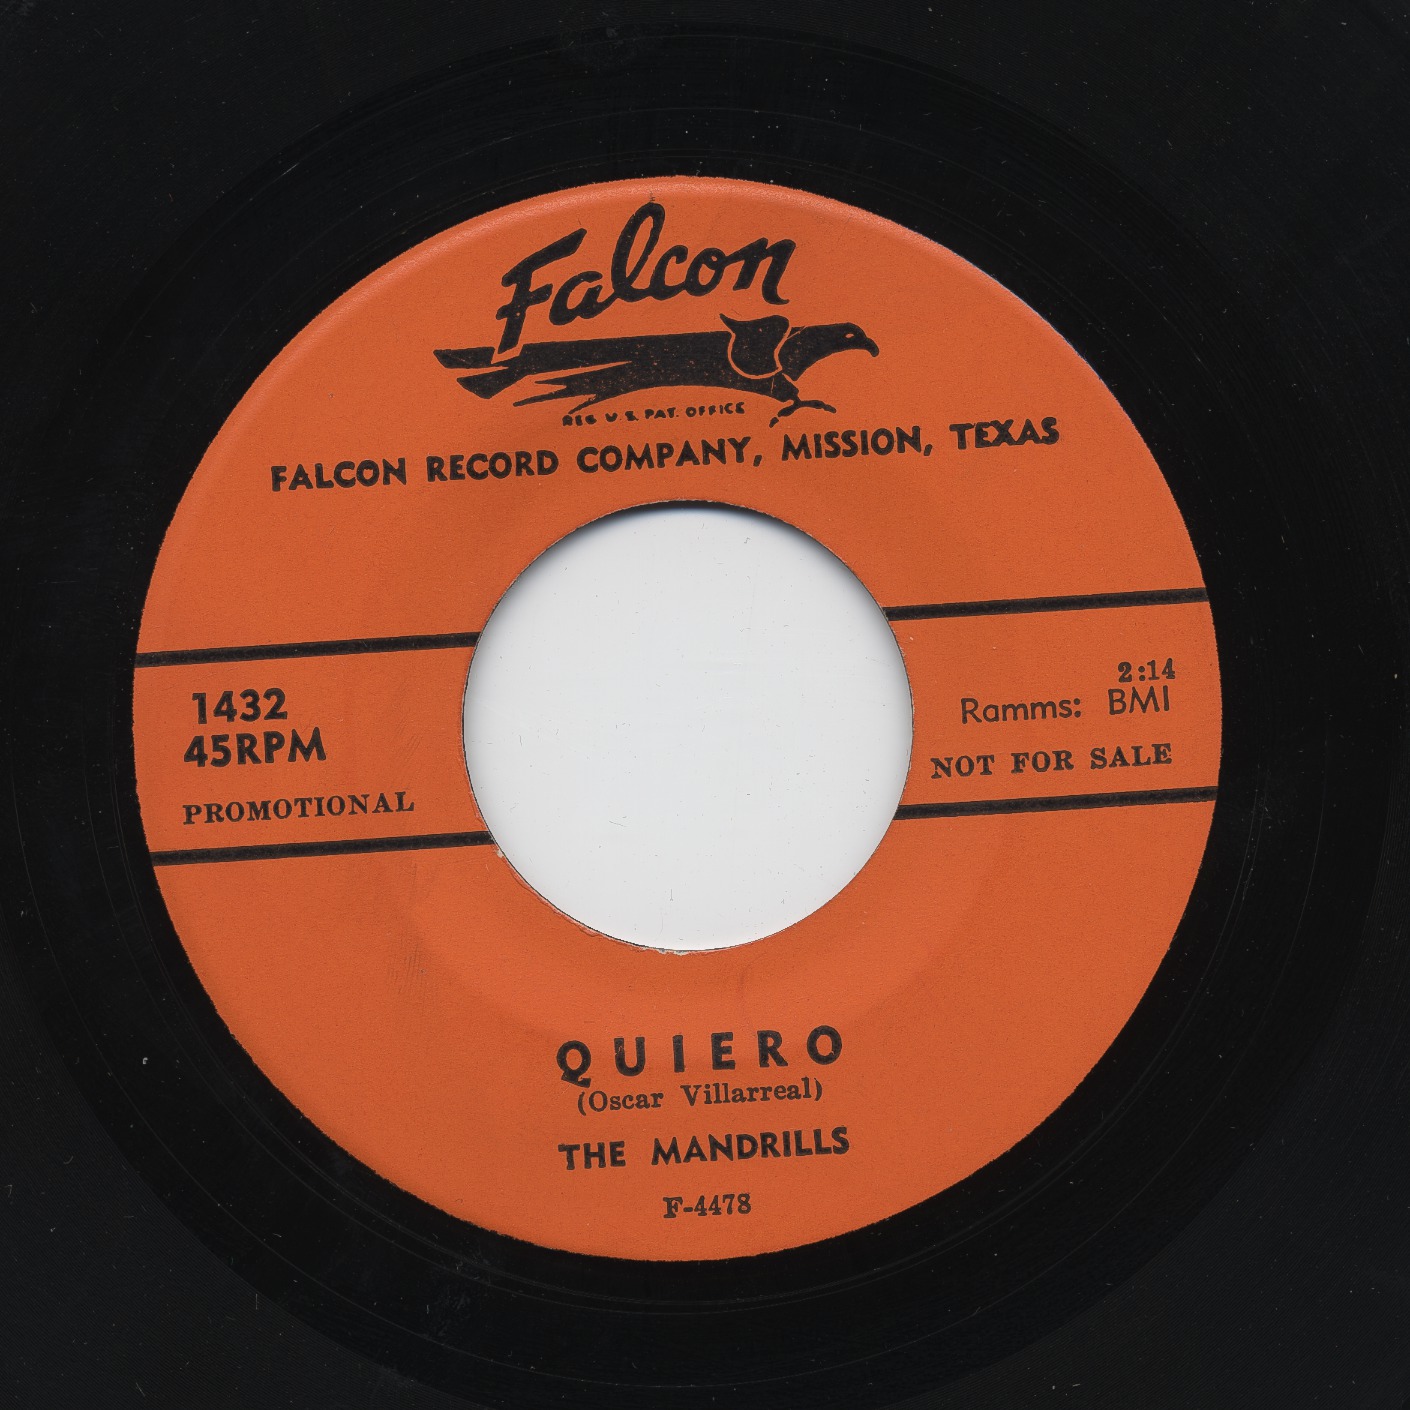 Falcon
REG U.S. PAT. OFFICE
FALCON RECORD COMPANY, MISSION, TEXAS
1432
45RPM
PROMOTIONAL
2:14
Ramms: BMI
NOT FOR SALE
QUIERO
(Oscar Villarreal)
THE MANDRILLS
F-4478